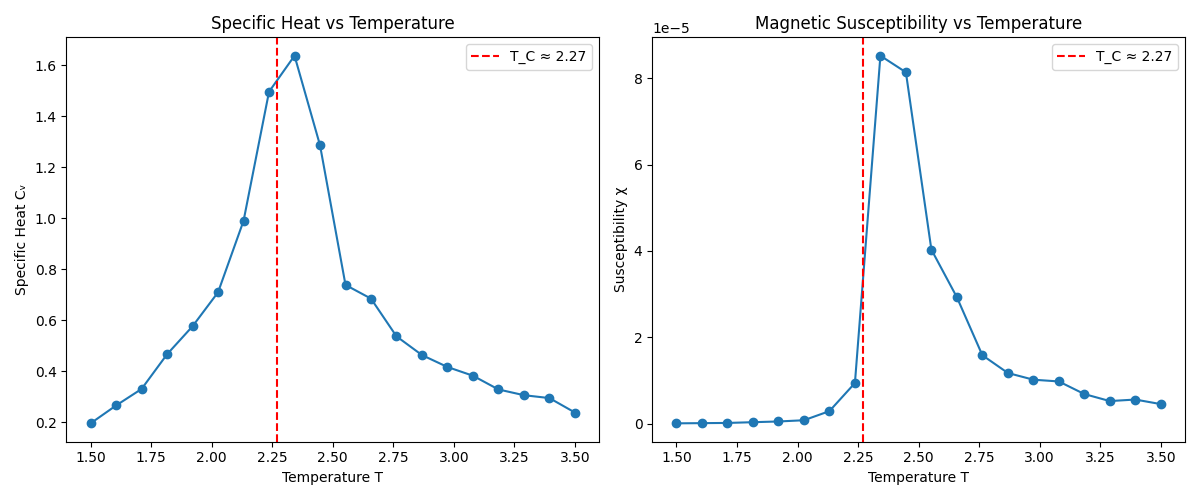 Specific Heat vs Temperature
T_C ≈ 2.27
Specific Heat Cᵥ
1.6
1.4
1.2
1.0
0.8
0.6
0.4
0.2
1.50 1.75 2.00 2.25 2.50 2.75 3.00 3.25 3.50
Temperature T
Magnetic Susceptibility vs Temperature
1e−5
T_C ≈ 2.27
Susceptibility χ
8
6
4
2
0
1.50 1.75 2.00 2.25 2.50 2.75 3.00 3.25 3.50
Temperature T